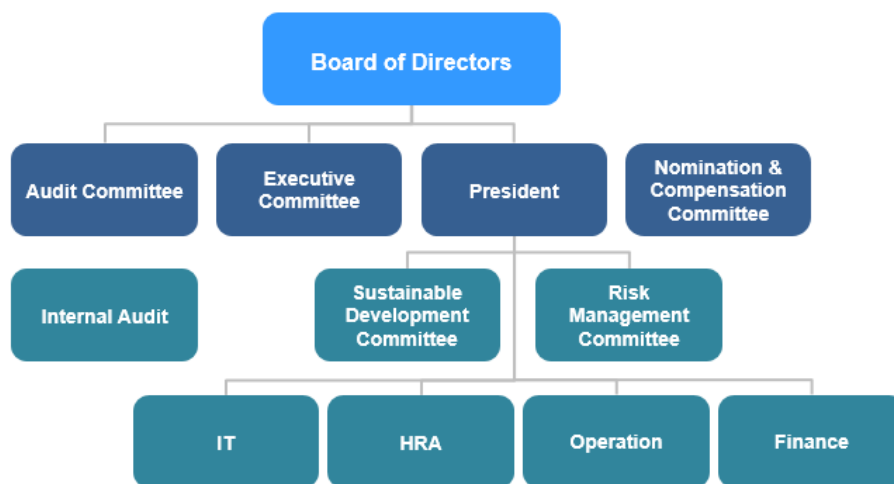 Board of Directors
Audit Committee
Executive
Committee
President
Nomination &
Compensation
Committee
Internal Audit
Sustainable
Development
Committee
Risk
Management
Committee
IT
HRA
Operation
Finance